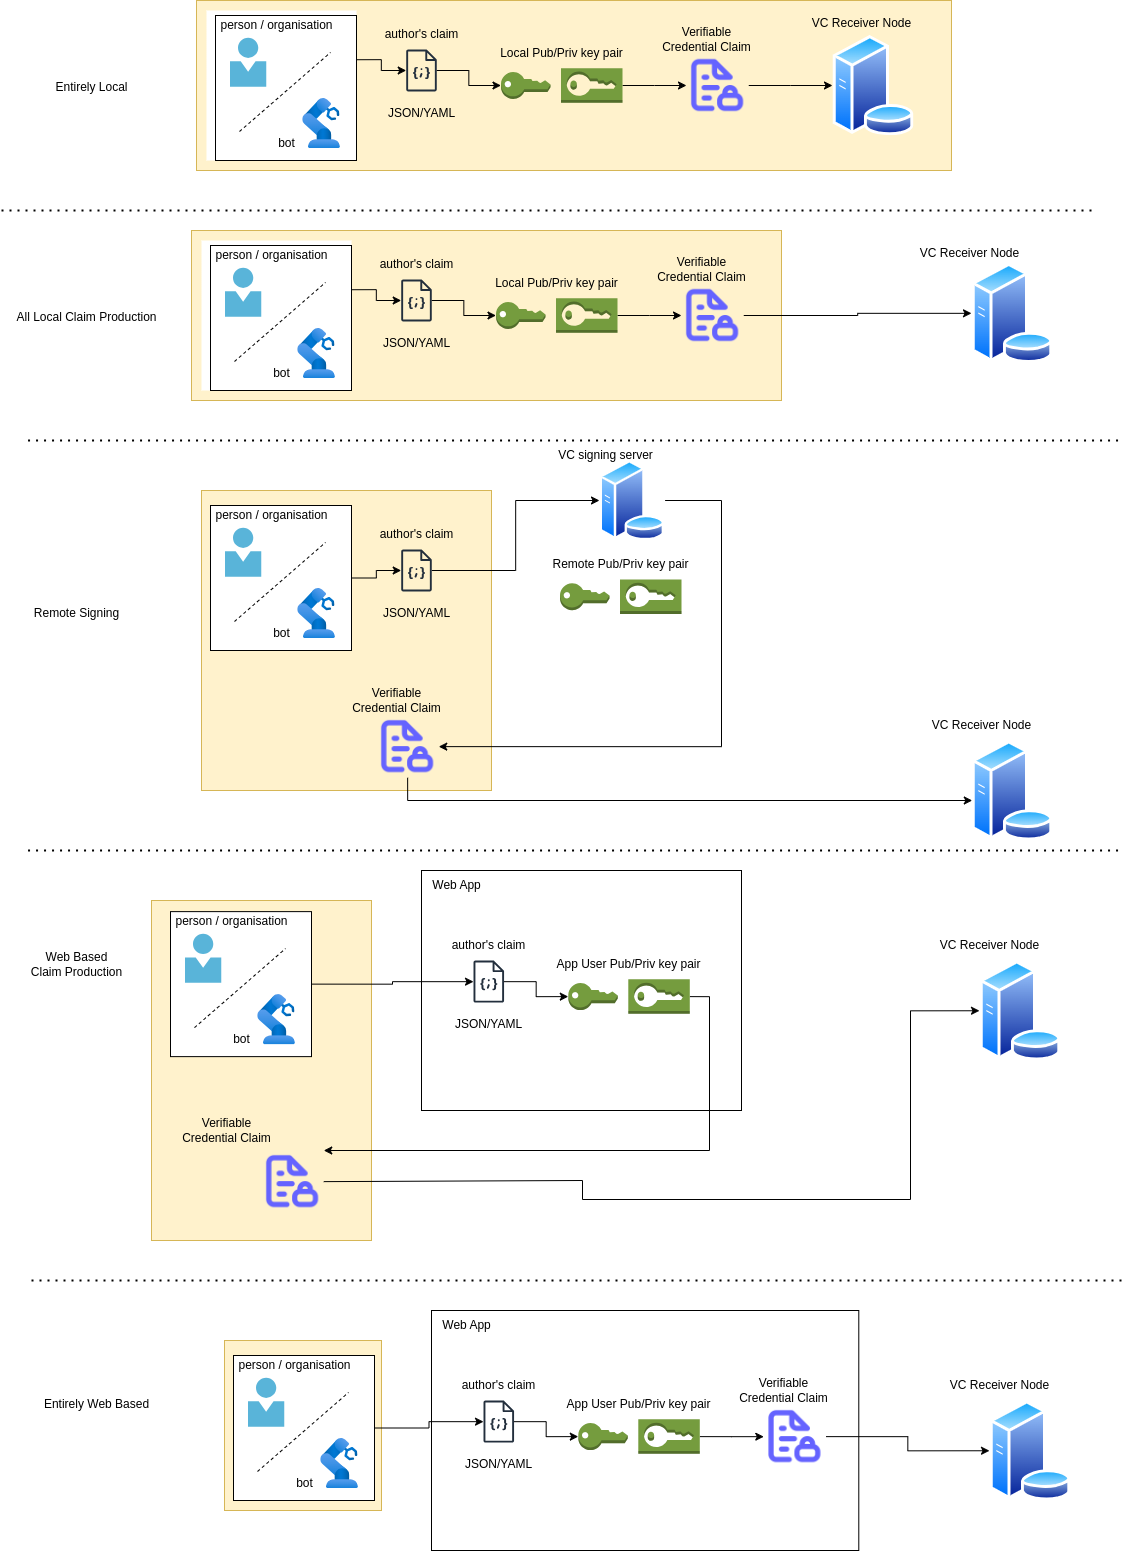 Entirely Local
person / organisation
bot
author's claim
{;}
JSON/YAML
Local Pub/Priv key pair
Verifiable
Credential Claim
VC Receiver Node
All Local Claim Production
person / organisation
bot
author's claim
{;}
JSON/YAML
Local Pub/Priv key pair
Verifiable
Credential Claim
VC Receiver Node
Remote Signing
person / organisation
bot
author's claim
{;}
JSON/YAML
VC signing server
Remote Pub/Priv key pair
Verifiable
Credential Claim
VC Receiver Node
Web Based
Claim Production
person / organisation
bot
Web App
author's claim
{;}
JSON/YAML
App User Pub/Priv key pair
Verifiable
Credential Claim
VC Receiver Node
Entirely Web Based
person / organisation
bot
Web App
author's claim
{;}
JSON/YAML
App User Pub/Priv key pair
Verifiable
Credential Claim
VC Receiver Node